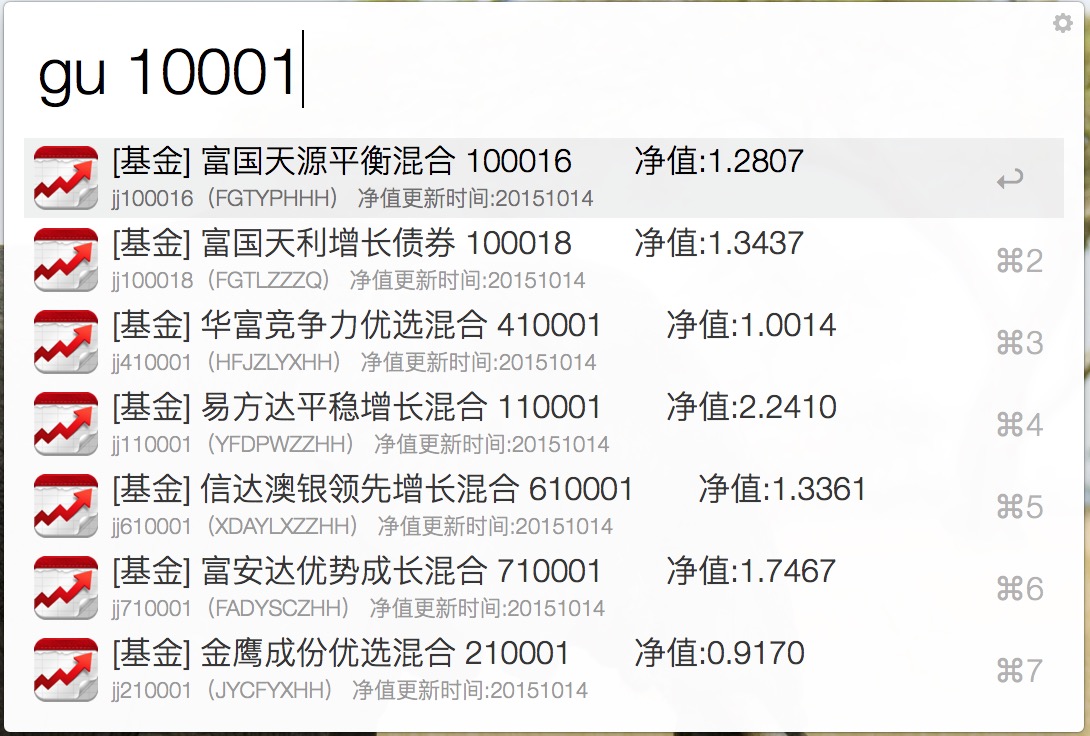 gu 10001
[基金] 富国天源平衡混合 100016 净值:1.2807
jj100016（FGTYPHHH） 净值更新时间:20151014
[基金] 富国天利增长债券 100018 净值:1.3437
jj100018（FGTLZZZQ） 净值更新时间:20151014
⌘2
[基金] 华富竞争力优选混合 410001 净值:1.0014
jj410001（HFJZLYXHH） 净值更新时间:20151014
⌘3
[基金] 易方达平稳增长混合 110001 净值:2.2410
jj110001（YFDPWZZHH） 净值更新时间:20151014
⌘4
[基金] 信达澳银领先增长混合 610001 净值:1.3361
jj610001（XDAYLXZZHH） 净值更新时间:20151014
⌘5
[基金] 富安达优势成长混合 710001 净值:1.7467
jj710001（FADYSCZHH） 净值更新时间:20151014
⌘6
[基金] 金鹰成份优选混合 210001 净值:0.9170
jj210001（JYCFYXHH） 净值更新时间:20151014
⌘7